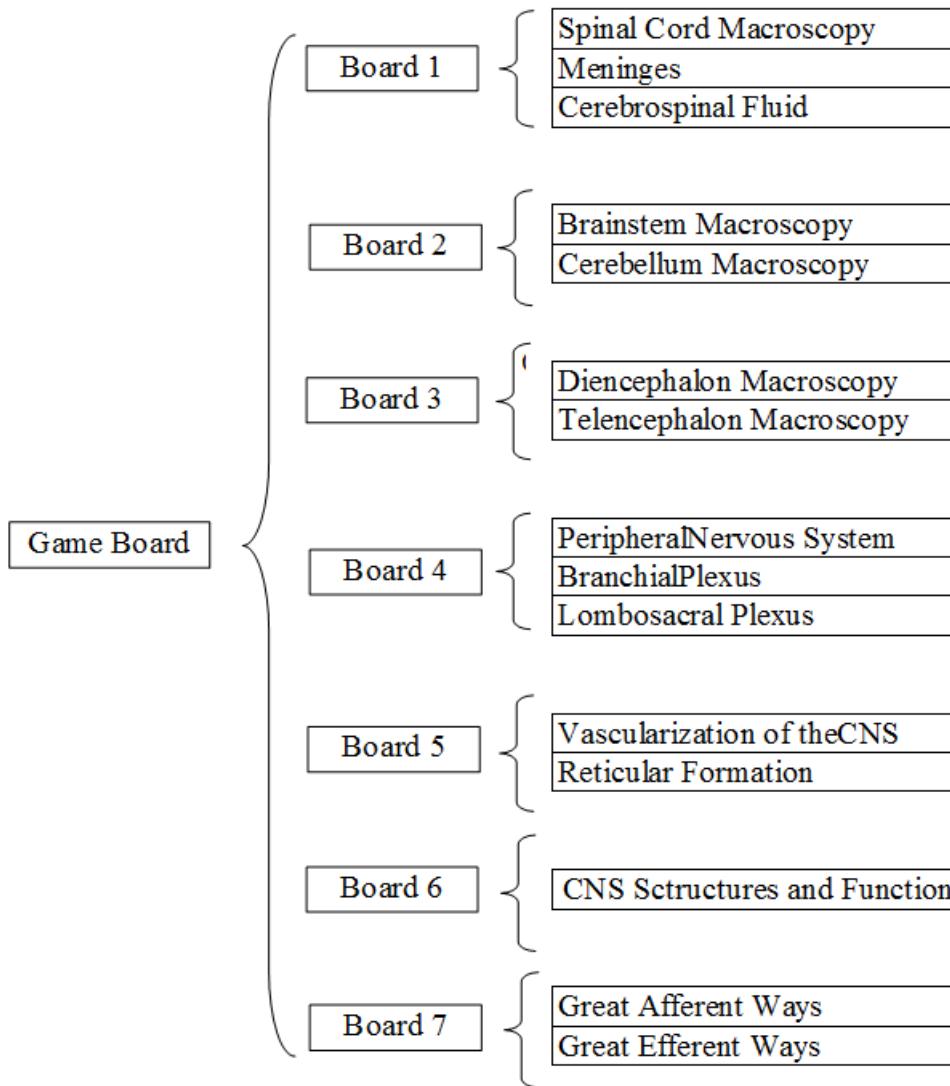 Game Board
Board 1
Spinal Cord Macroscopy
Meninges
Cerebrospinal Fluid
Board 2
Brainstem Macroscopy
Cerebellum Macroscopy
Board 3
Diencephalon Macroscopy
Telencephalon Macroscopy
Board 4
PeripheralNervous System
BranchialPlexus
Lombosacral Plexus
Board 5
Vascularization of theCNS
Reticular Formation
Board 6
CNS Sctructures and Function
Board 7
Great Afferent Ways
Great Efferent Ways